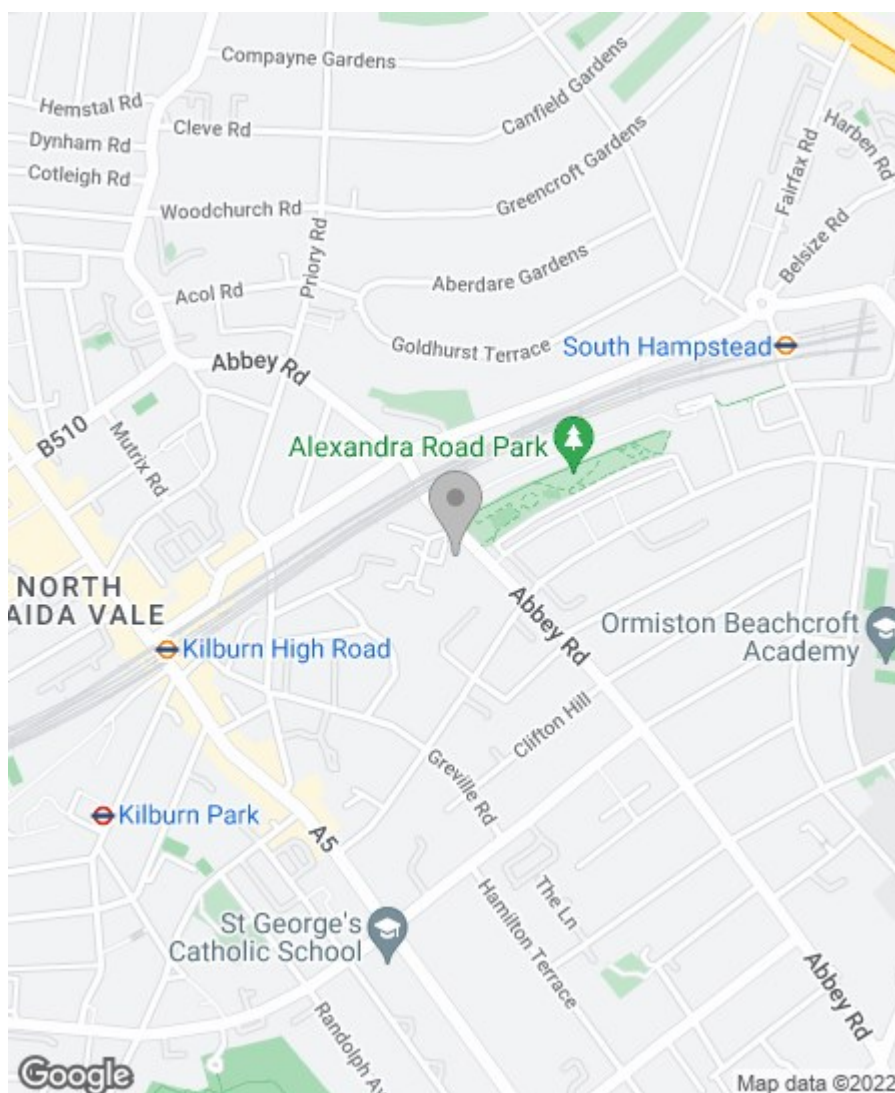 Compayne Gardens
Canfield Gardens
Hemstal Rd
Cleve Rd
Harben Rd
Dynham Rd
Fairfax Rd
Cotleigh Rd
Greencroft Gardens
Woodchurch Rd
Priory Rd
Belsize Rd
Aberdare Gardens
Acol Rd
Goldhurst Terrace
South Hampstead
Abbey Rd
B510
Mutrix Rd
Alexandra Road Park
NORTH
AIDA VALE
Abbey Rd
Ormiston Beachcroft
Academy
Kilburn High Road
Clifton Hill
Greville Rd
Kilburn Park
A5
The Ln
Hamilton Terrace
St George's
Catholic School
Abbey Rd
Randolph Av
Google
Map data ©2022